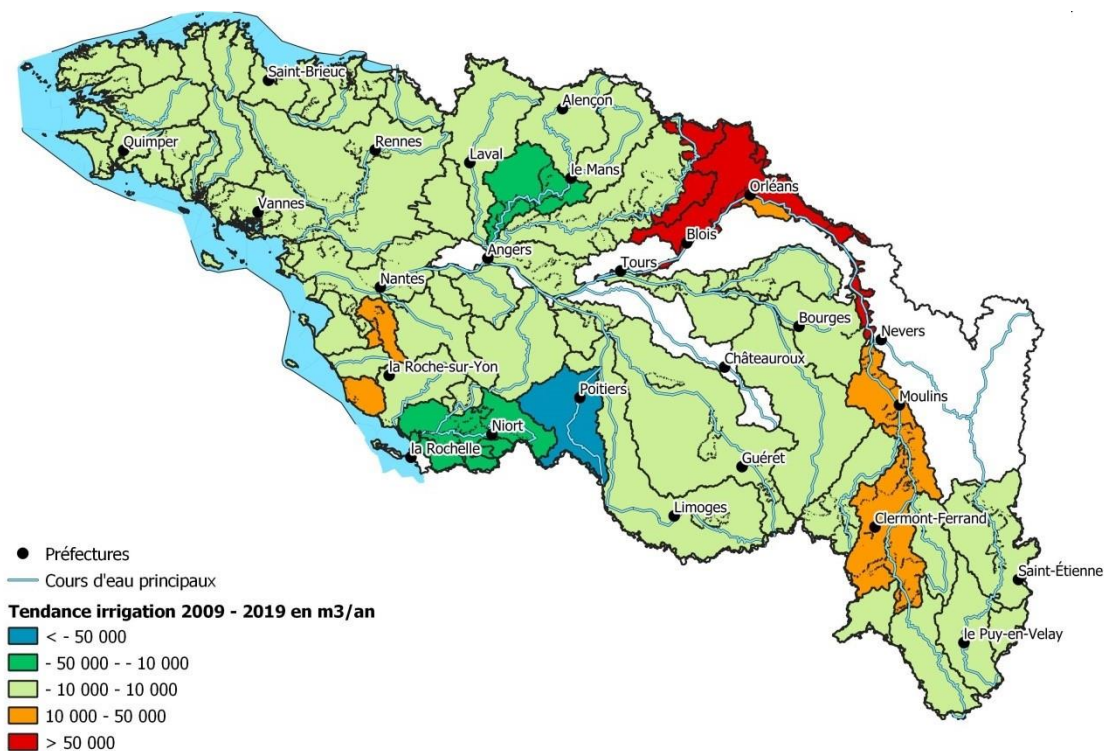 Saint-Brieuc
Alençon
Quimper
Rennes
Laval
le Mans
Orléans
Vannes
Blois
Angers
Tours
Nantes
Bourges
Nevers
Châteauroux
la Roche-sur-Yon
Poitiers
Moulins
Niort
la Rochelle
Guéret
Limoges
Clermont-Ferrand
Saint-Étienne
le Puy-en-Velay
Préfectures
Cours d'eau principaux
Tendance irrigation 2009 - 2019 en m3/an
< - 50 000
- 50 000 - - 10 000
- 10 000 - 10 000
10 000 - 50 000
> 50 000